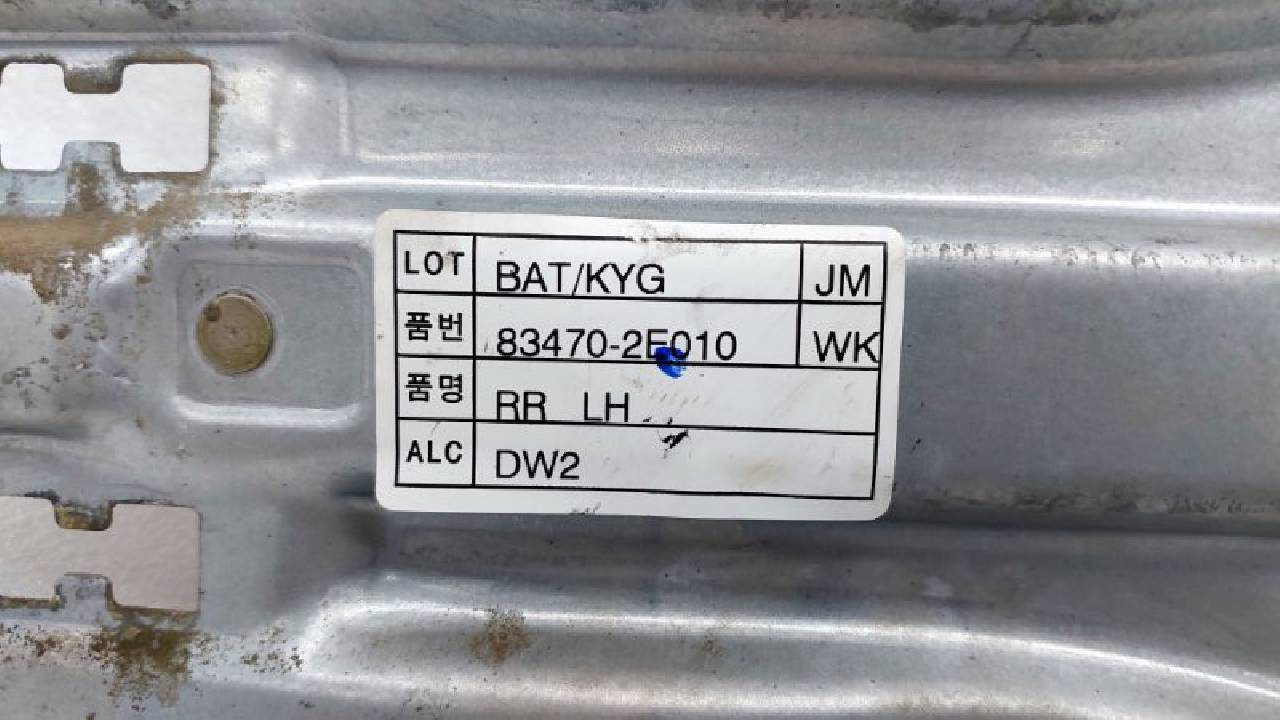 LOT BAT/KYG JM
품번 83470-2E010 WK
품명 RR LH
ALC DW2